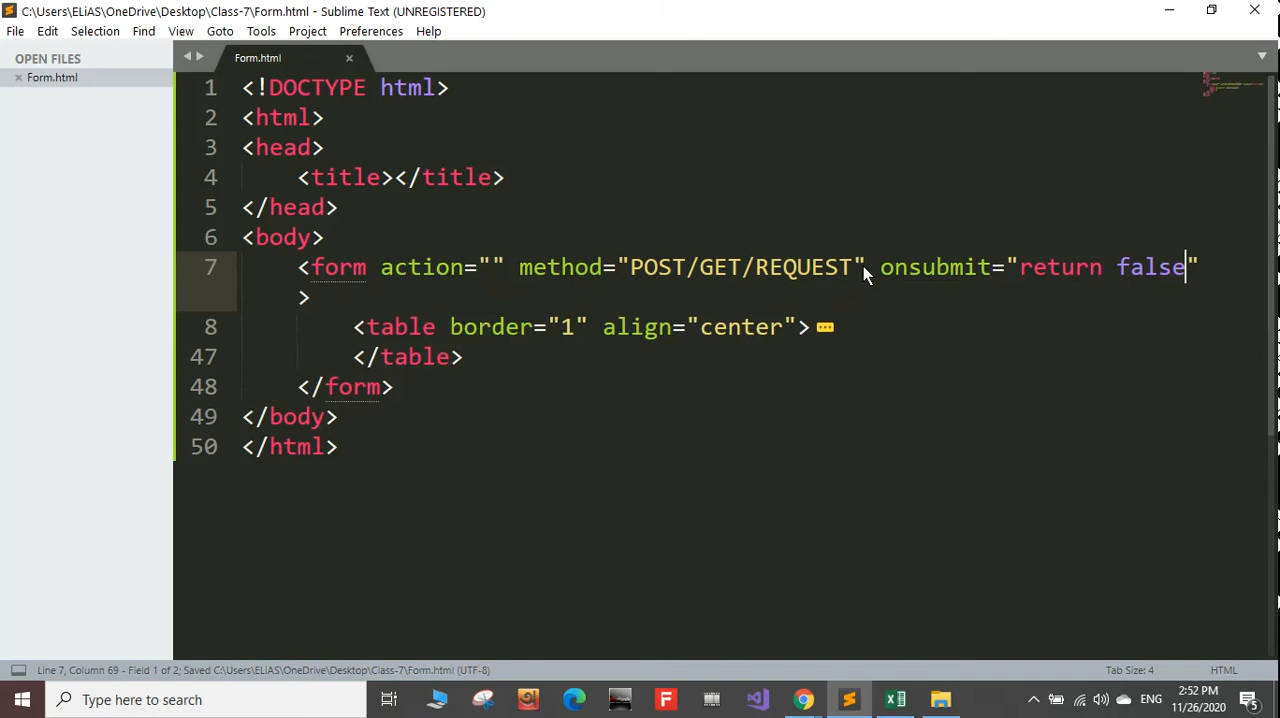 C:\Users\ELiAS\OneDrive\Desktop\Class-7\Form.html - Sublime Text (UNREGISTERED)
File Edit Selection Find View Goto Tools Project Preferences Help
OPEN FILES
× Form.html
Form.html ×
1 <!DOCTYPE html>
2 <html>
3 <head>
4 <title></title>
5 </head>
6 <body>
7 <form action="" method="POST/GET/REQUEST" onsubmit="return false"
>
8 <table border="1" align="center">
47 </table>
48 </form>
49 </body>
50 </html>
Line 7, Column 69 - Field 1 of 2; Saved C:\Users\ELiAS\OneDrive\Desktop\Class-7\Form.html (UTF-8)
Tab Size: 4
HTML
Type here to search
ENG
2:52 PM
11/26/2020
5